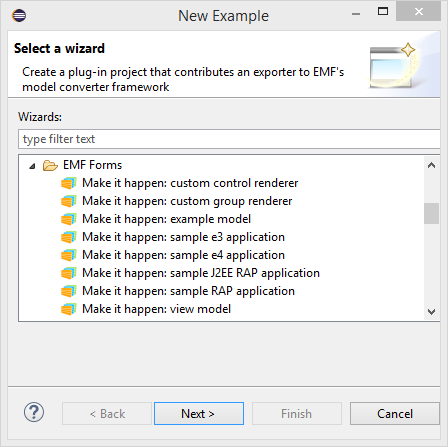 New Example
Select a wizard
Create a plug-in project that contributes an exporter to EMF's
model converter framework
Wizards:
type filter text
EMF Forms
Make it happen: custom control renderer
Make it happen: custom group renderer
Make it happen: example model
Make it happen: sample e3 application
Make it happen: sample e4 application
Make it happen: sample J2EE RAP application
Make it happen: sample RAP application
Make it happen: view model
? < Back Next > Finish Cancel